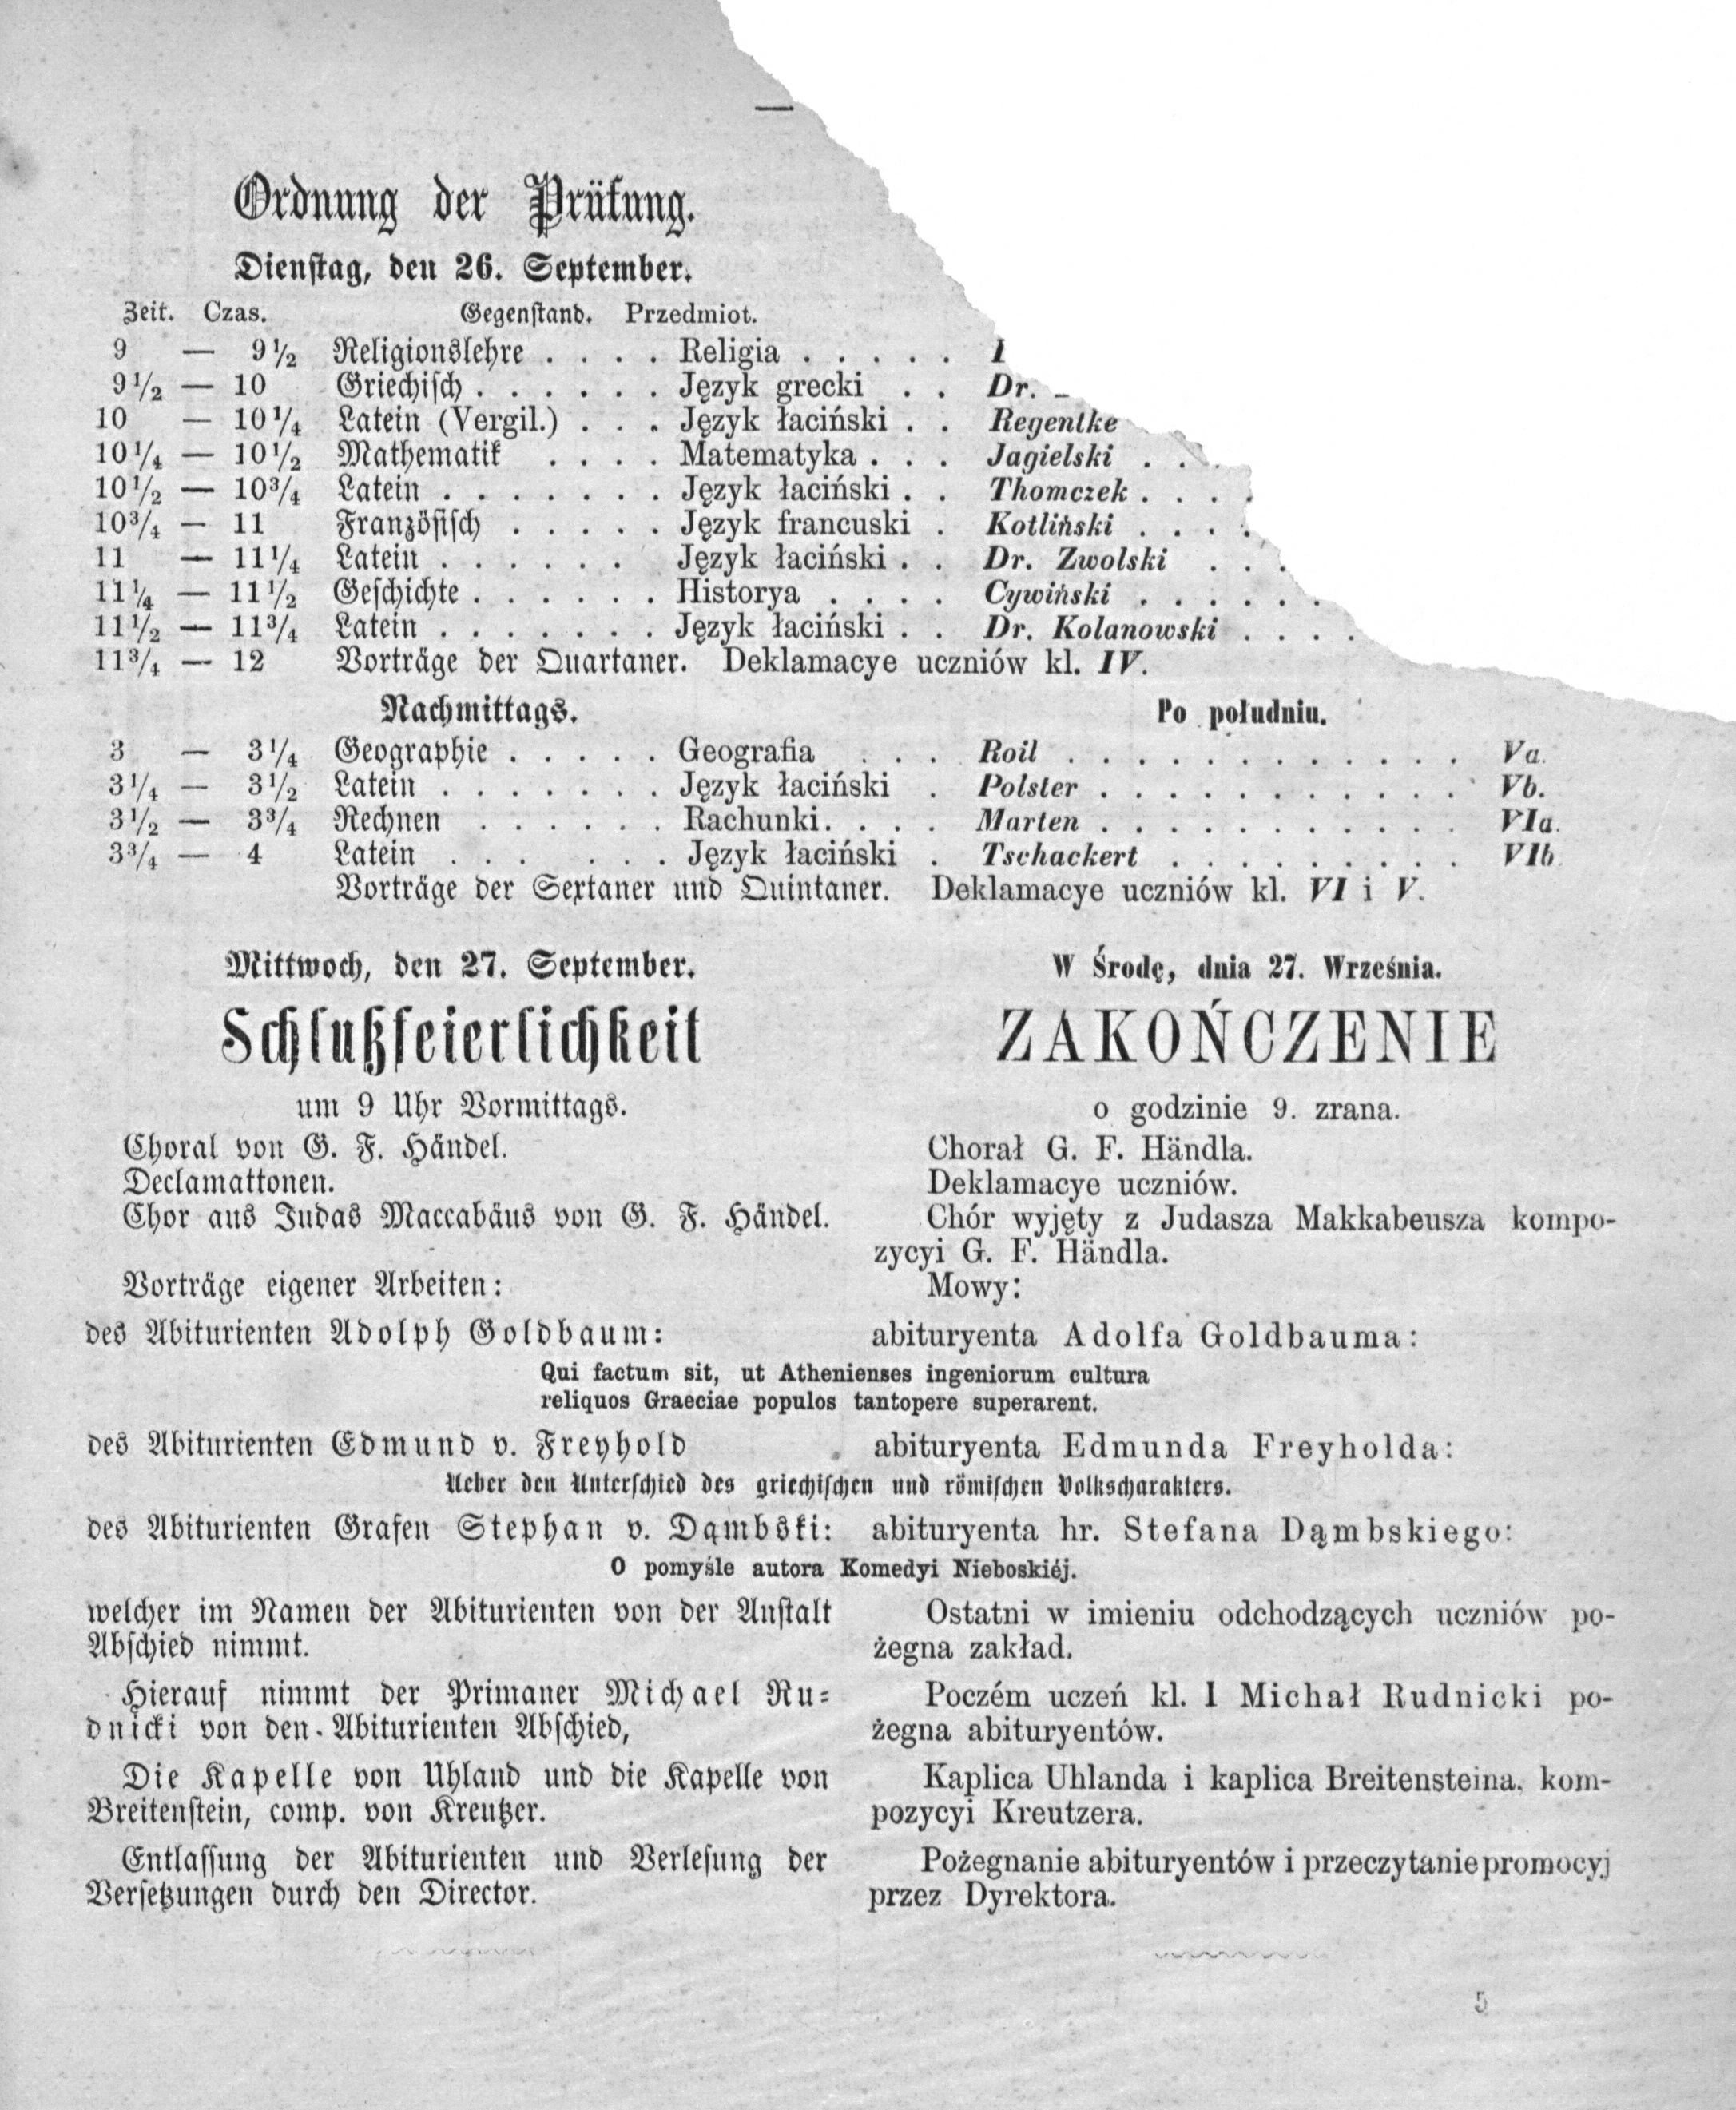 Ordnung der Prüfung.
Dienstag, den 26. September.
Zeit. Czas. Gegenstand. Przedmiot.
9 — 9½ Religionslehre . . . . Religia . . . . .
9½ — 10 Griechisch . . . . . . Język grecki . . Dr.
10 — 10¼ Latein (Vergil.) . . . Język łaciński . . Regentke
10¼ — 10½ Mathematik . . . . Matematyka . . . Jagielski . . .
10½ — 10¾ Latein . . . . . . . Język łaciński . . Thomczek . . . .
10¾ — 11 Französisch . . . . . Język francuski . Kotliński . . . .
11 — 11¼ Latein . . . . . . Język łaciński . . Dr. Zwolski . . .
11¼ — 11½ Geschichte . . . . . . Historya . . . . Cywiński . . . . . .
11½ — 11¾ Latein . . . . . . . Język łaciński . . Dr. Kolanowski . . . .
11¾ — 12 Vorträge der Quartaner. Deklamacye uczniów kl. IV.
Nachmittags. Po południu.
3 — 3¼ Geographie . . . . . Geografia . . . Roil . . . . . . . . . . . . Va.
3¼ — 3½ Latein . . . . . . . Język łaciński . Polster . . . . . . . . . . . Vb.
3½ — 3¾ Rechnen . . . . . . Rachunki. . . . Marten . . . . . . . . . . . VIa.
3¾ — 4 Latein . . . . . . Język łaciński . Tschackert . . . . . . . . . VIb
Vorträge der Sextaner und Quintaner. Deklamacye uczniów kl. VI i V.
Mittwoch, den 27. September.
Schlußfeierlichkeit
um 9 Uhr Vormittags.
Choral von G. F. Händel.
Declamattonen.
Chor aus Judas Maccabäus von G. F. Händel.
Vorträge eigener Arbeiten:
W Środę, dnia 27. Września.
ZAKOŃCZENIE
o godzinie 9. zrana.
Chorał G. F. Händla.
Deklamacye uczniów.
Chór wyjęty z Judasza Makkabeusza kompo-
zycyi G. F. Händla.
Mowy:
des Abiturienten Adolph Goldbaum: abituryenta Adolfa Goldbauma:
Qui factum sit, ut Athenienses ingeniorum cultura
reliquos Graeciae populos tantopere superarent.
des Abiturienten Edmund v. Freyhold abituryenta Edmunda Freyholda:
Ueber den Unterschied des griechischen und römischen Volkscharakters.
des Abiturienten Grafen Stephan v. Dąmbski: abituryenta hr. Stefana Dąmbskiego:
O pomyśle autora Komedyi Nieboskiéj.
welcher im Namen der Abiturienten von der Anstalt
Abschied nimmt.
Hierauf nimmt der Primaner Michael Ru-
dnicki von den Abiturienten Abschied,
Die Kapelle von Uhland und die Kapelle von
Breitenstein, comp. von Kreutzer.
Entlassung der Abiturienten und Verlesung der
Versetzungen durch den Director.
Ostatni w imieniu odchodzących uczniów po-
żegna zakład.
Poczém uczeń kl. I Michał Rudnicki po-
żegna abituryentów.
Kaplica Uhlanda i kaplica Breitensteina, kom-
pozycyi Kreutzera.
Pożegnanie abituryentów i przeczytanie promocyj
przez Dyrektora.
5